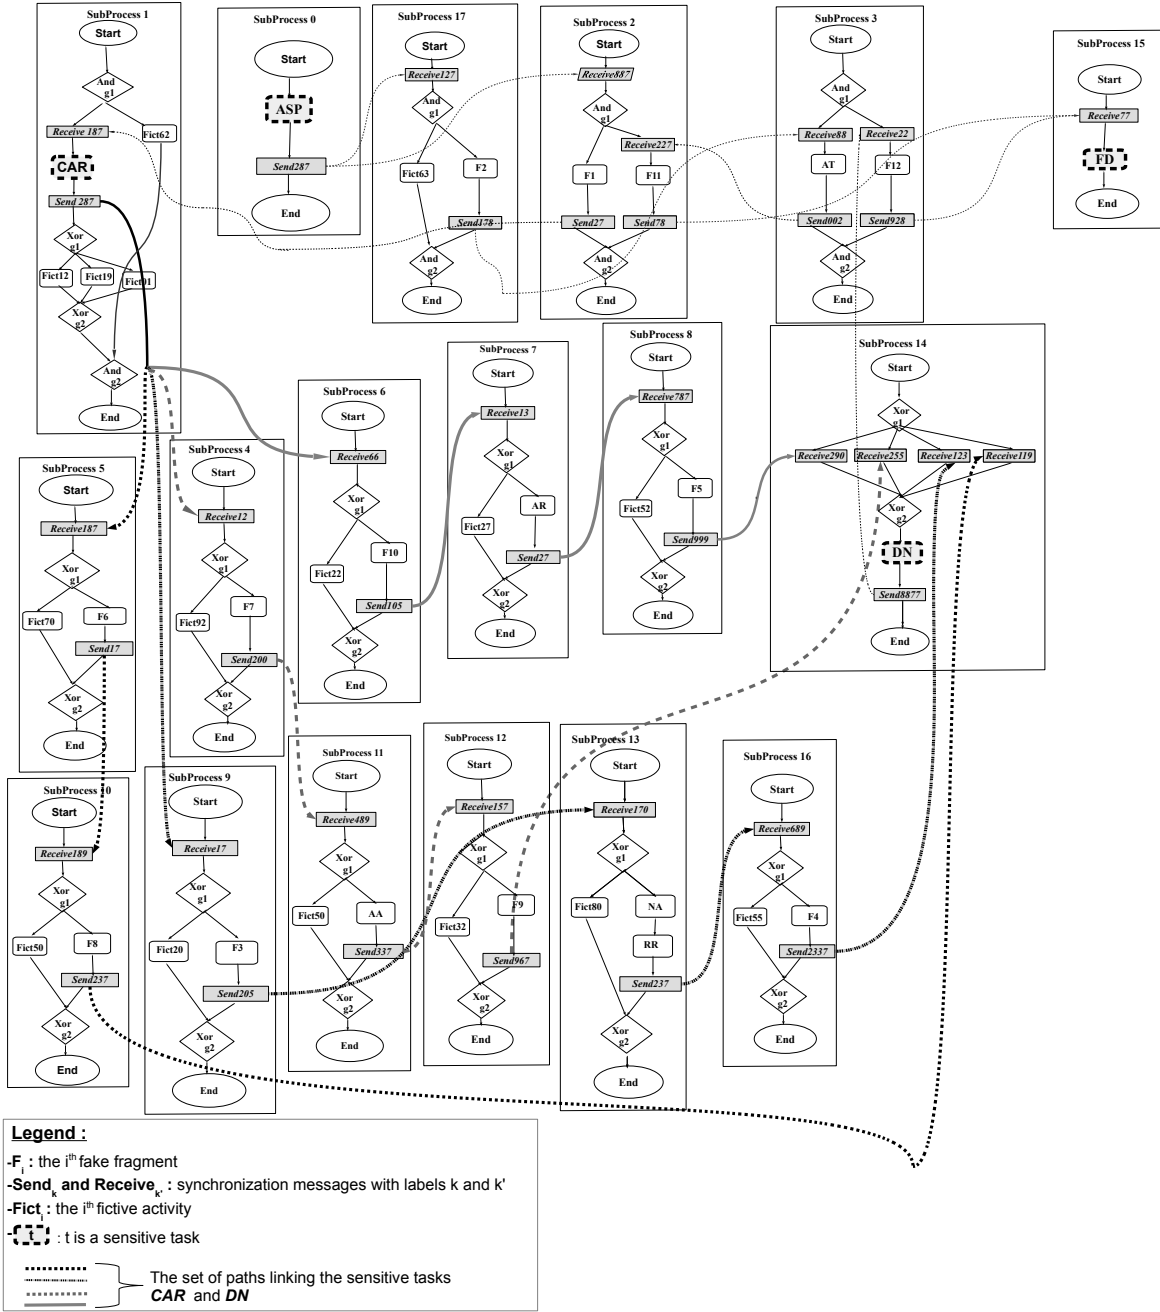 SubProcess 1
Start
And
g1
Receive 187
Fict62
CAR
Send 287
Xor
g1
Fict12
Fict19
Fict01
Xor
g2
And
g2
End
SubProcess 0
Start
ASP
Send287
End
SubProcess 17
Start
Receive127
And
g1
Fict63
F2
Send178
And
g2
End
SubProcess 2
Start
Receive887
And
g1
Receive227
F1
F11
Send27
Send78
And
g2
End
SubProcess 3
Start
And
g1
Receive88
Receive22
AT
F12
Send002
Send928
And
g2
End
SubProcess 15
Start
Receive77
FD
End
SubProcess 5
Start
Receive187
Xor
g1
Fict70
F6
Send17
Xor
g2
End
SubProcess 4
Start
Receive12
Xor
g1
Fict92
F7
Send200
Xor
g2
End
SubProcess 6
Start
Receive66
Xor
g1
Fict22
F10
Send105
Xor
g2
End
SubProcess 7
Start
Receive13
Xor
g1
Fict27
AR
Send27
Xor
g2
End
SubProcess 8
Start
Receive787
Xor
g1
Fict52
F5
Send999
Xor
g2
End
SubProcess 14
Start
Xor
g1
Receive290
Receive255
Receive123
Receive119
Xor
g2
DN
Send8877
End
SubProcess 10
Start
Receive189
Xor
g1
Fict50
F8
Send237
Xor
g2
End
SubProcess 9
Start
Receive17
Xor
g1
Fict20
F3
Send205
Xor
g2
End
SubProcess 11
Start
Receive489
Xor
g1
Fict50
AA
Send337
Xor
g2
End
SubProcess 12
Start
Receive157
Xor
g1
Fict32
F9
Send967
Xor
g2
End
SubProcess 13
Start
Receive170
Xor
g1
Fict80
NA
RR
Send237
Xor
g2
End
SubProcess 16
Start
Receive689
Xor
g1
Fict55
F4
Send2337
Xor
g2
End
Legend :
-Fi : the ith fake fragment
-Sendk and Receivek' : synchronization messages with labels k and k'
-Ficti : the ith fictive activity
- t : t is a sensitive task
The set of paths linking the sensitive tasks
CAR and DN